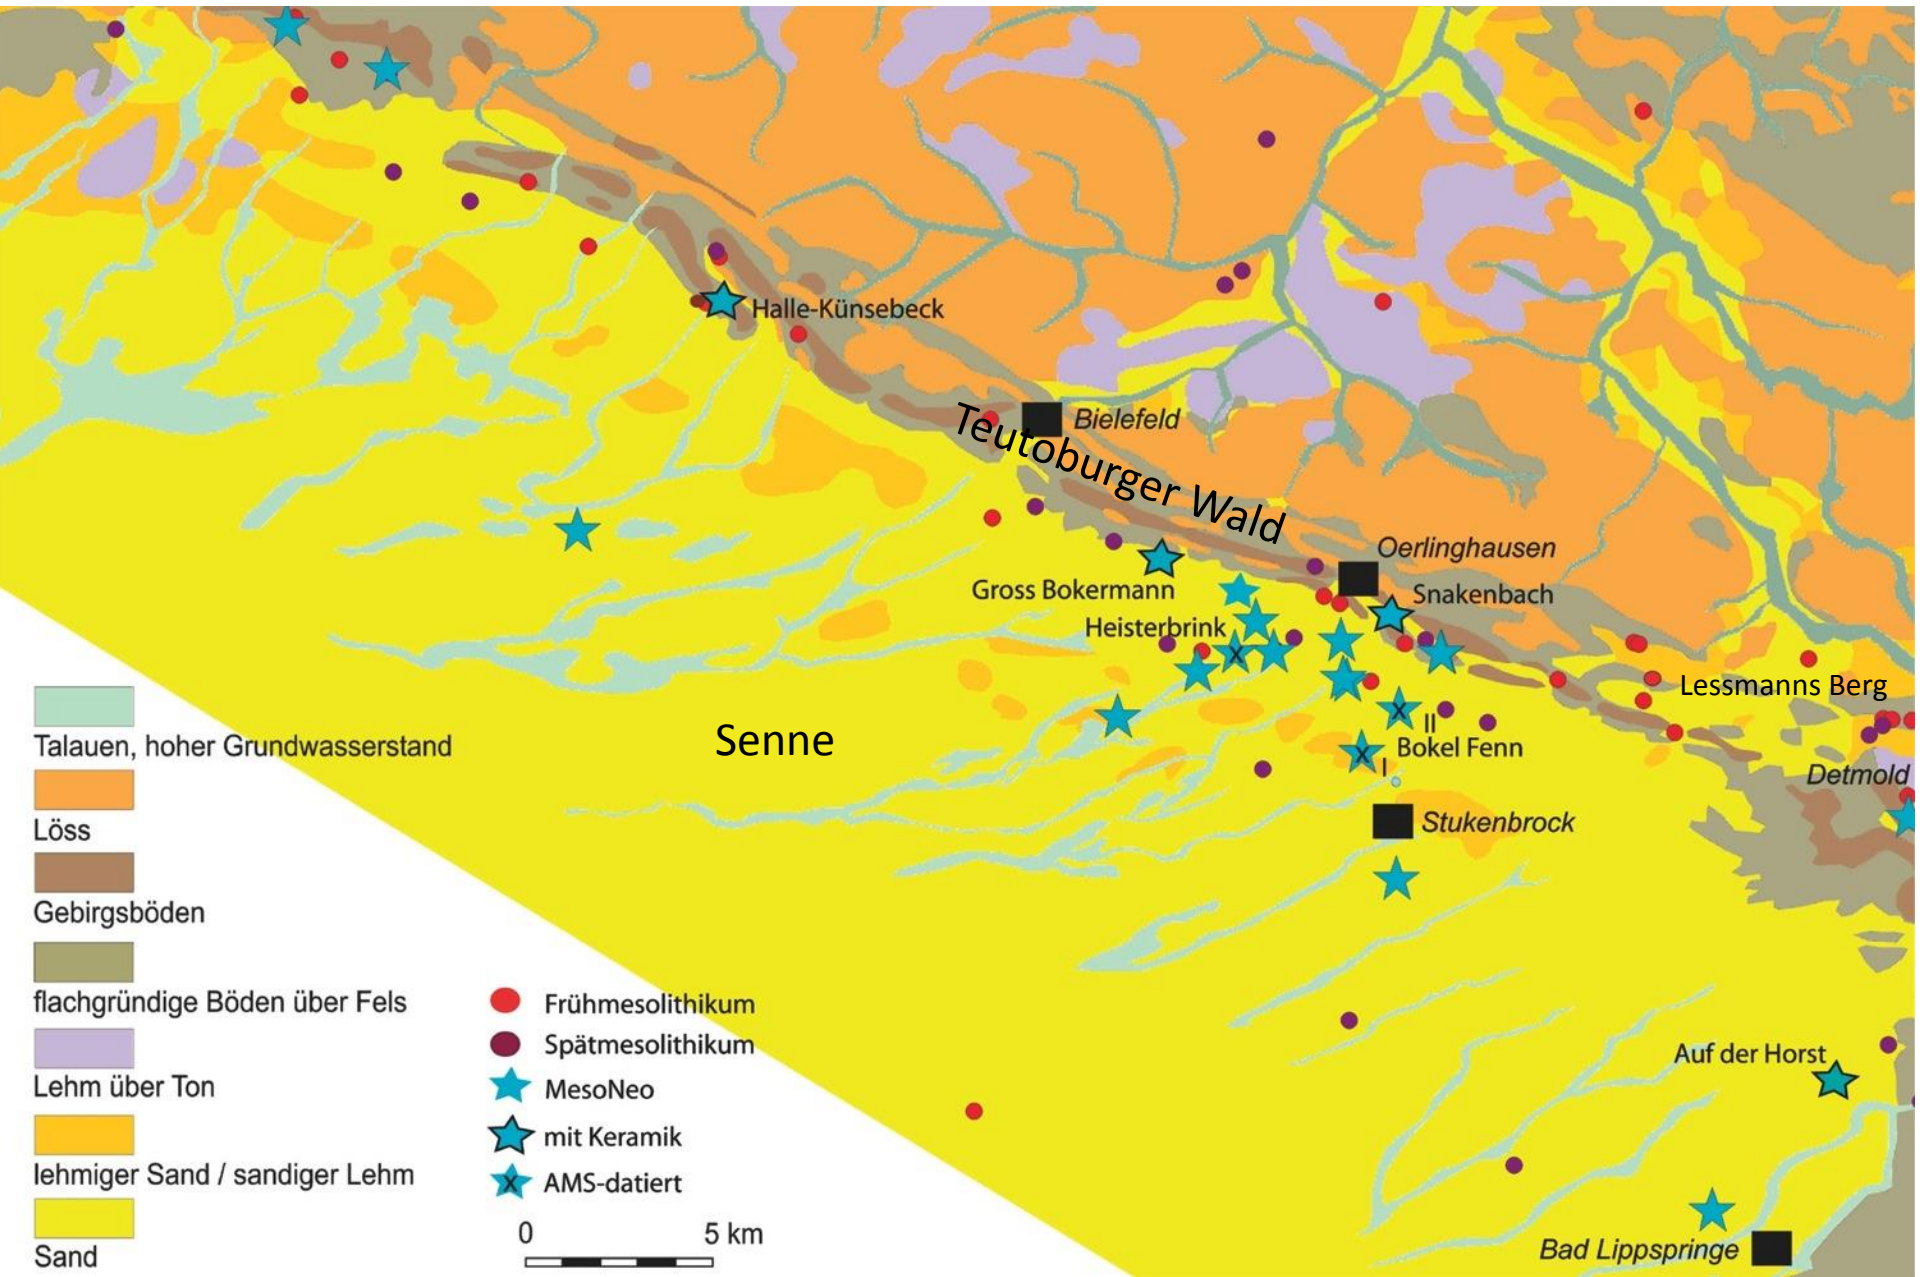 Halle-Künsebeck
Bielefeld
Teutoburger Wald
Oerlinghausen
Gross Bokermann
Snakenbach
Heisterbrink
Lessmanns Berg
II
Senne
Bokel Fenn
I
Detmold
Stukenbrock
Auf der Horst
Bad Lippspringe
Talauen, hoher Grundwasserstand
Löss
Gebirgsböden
flachgründige Böden über Fels
Lehm über Ton
lehmiger Sand / sandiger Lehm
Sand
Frühmesolithikum
Spätmesolithikum
MesoNeo
mit Keramik
x AMS-datiert
0 5 km